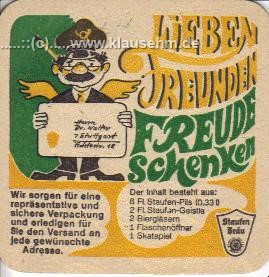 .....::::(c)....www.klausehm.de::::.....
LIEBEN
FREUNDEN
FREUDE
schenken
Herrn
Dr. Walter
7 Stuttgart
Wir sorgen für eine
repräsentative und
sichere Verpackung
und erledigen für
Sie den Versand an
jede gewünschte
Adresse.
Der Inhalt besteht aus:
6 Fl. Staufen-Pils (0,33 l)
2 Fl. Staufen-Geistle
2 Biergläsern
1 Flaschenöffner
1 Skatspiel
Staufen
Bräu